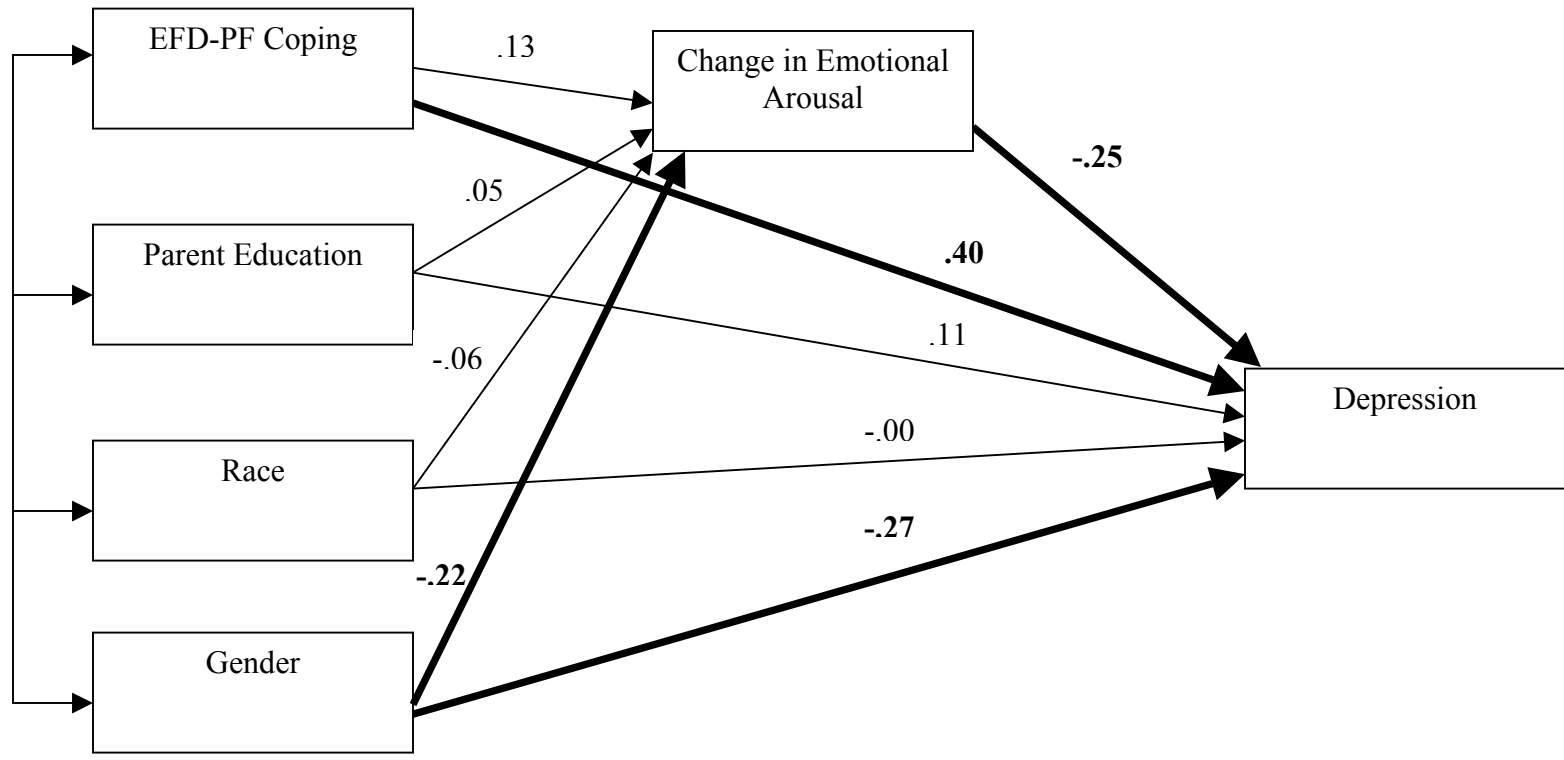 EFD-PF Coping
.13
Change in Emotional
Arousal
-.25
.05
Parent Education
.40
.11
-.06
Depression
Race
-.00
-.27
-.22
Gender